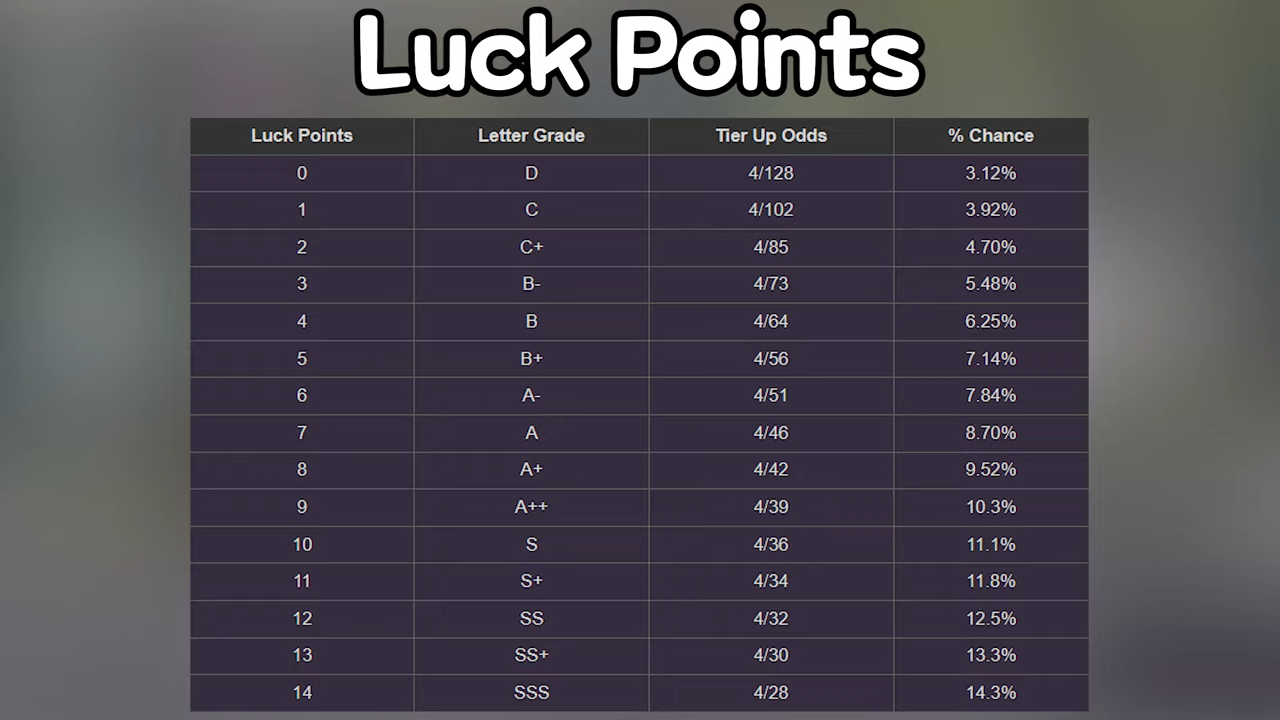 Luck Points
Luck Points Letter Grade Tier Up Odds % Chance
0 D 4/128 3.12%
1 C 4/102 3.92%
2 C+ 4/85 4.70%
3 B- 4/73 5.48%
4 B 4/64 6.25%
5 B+ 4/56 7.14%
6 A- 4/51 7.84%
7 A 4/46 8.70%
8 A+ 4/42 9.52%
9 A++ 4/39 10.3%
10 S 4/36 11.1%
11 S+ 4/34 11.8%
12 SS 4/32 12.5%
13 SS+ 4/30 13.3%
14 SSS 4/28 14.3%